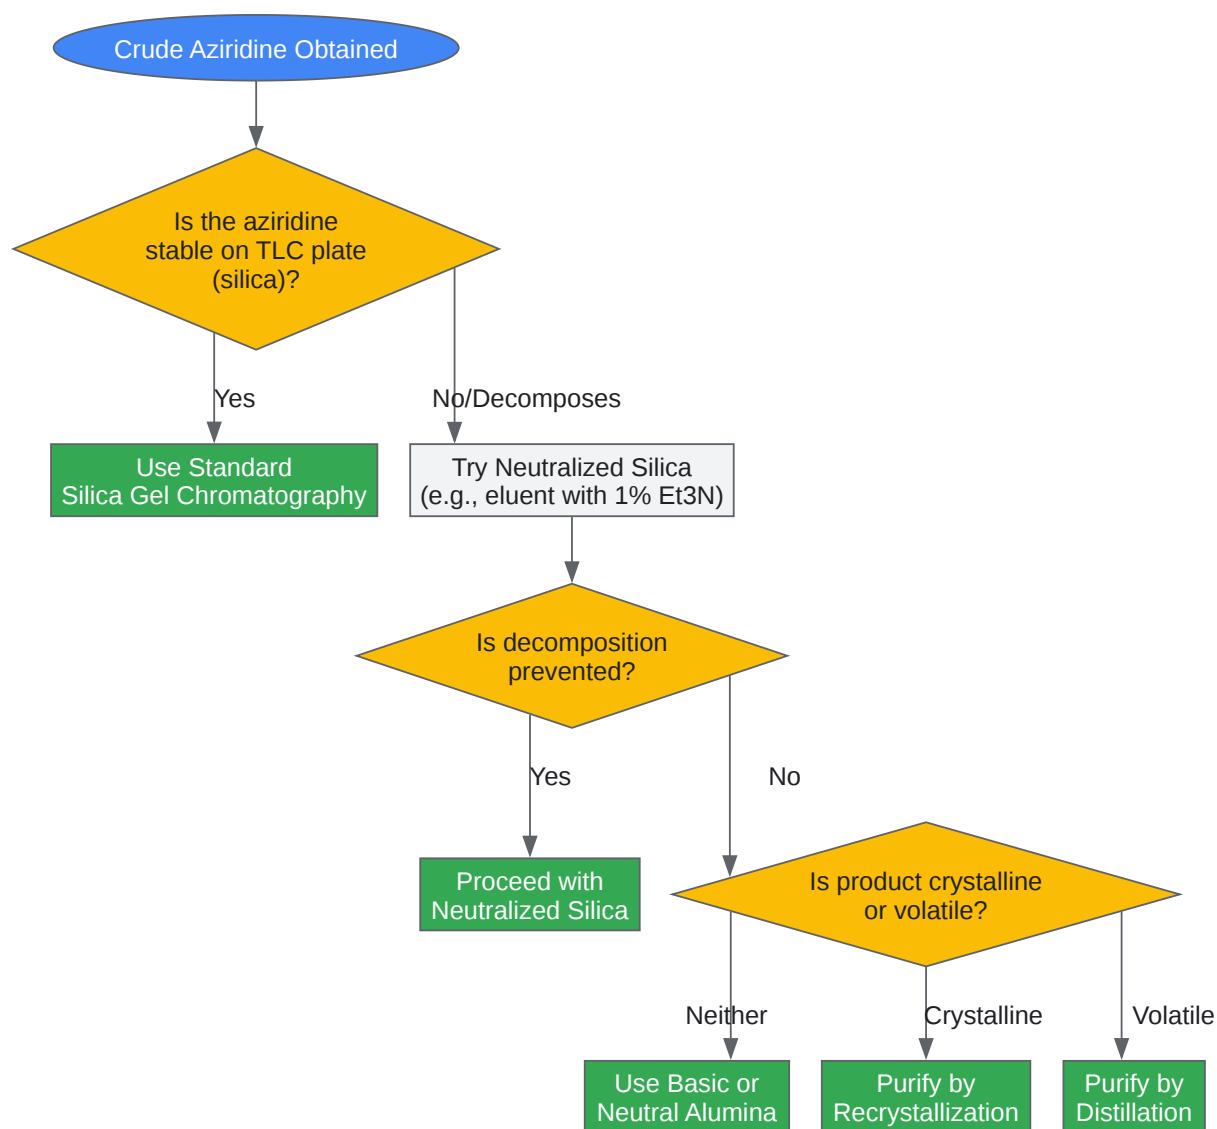 Crude Aziridine Obtained
Is the aziridine
stable on TLC plate
(silica)?
Yes
No/Decomposes
Use Standard
Silica Gel Chromatography
Try Neutralized Silica
(e.g., eluent with 1% Et3N)
Is decomposition
prevented?
Yes
No
Proceed with
Neutralized Silica
Is product crystalline
or volatile?
Neither
Crystalline
Volatile
Use Basic or
Neutral Alumina
Purify by
Recrystallization
Purify by
Distillation